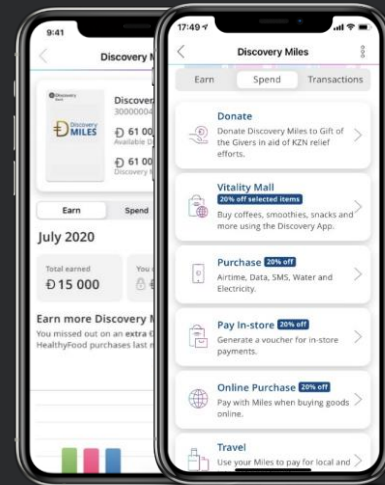 9:41
Discovery M
Discovery
Bank
Discovery
MILES
Discover
30000004
61 00
Available D
61 00
Discovery
Earn
Spend
July 2020
Total earned
15 000
You
Earn more Discovery M
You missed out on an extra
HealthyFood purchases last
17:49
Discovery Miles
Earn
Spend
Transactions
Donate
Donate Discovery Miles to Gift of
the Givers in aid of KZN relief
efforts.
Vitality Mall
20% off selected items
Buy coffees, smoothies, snacks and
more using the Discovery App.
Purchase 20% off
Airtime, Data, SMS, Water and
Electricity.
Pay In-store 20% off
Generate a voucher for in-store
payments.
Online Purchase 20% off
Pay with Miles when buying goods
online.
Travel
Use your Miles to pay for local and